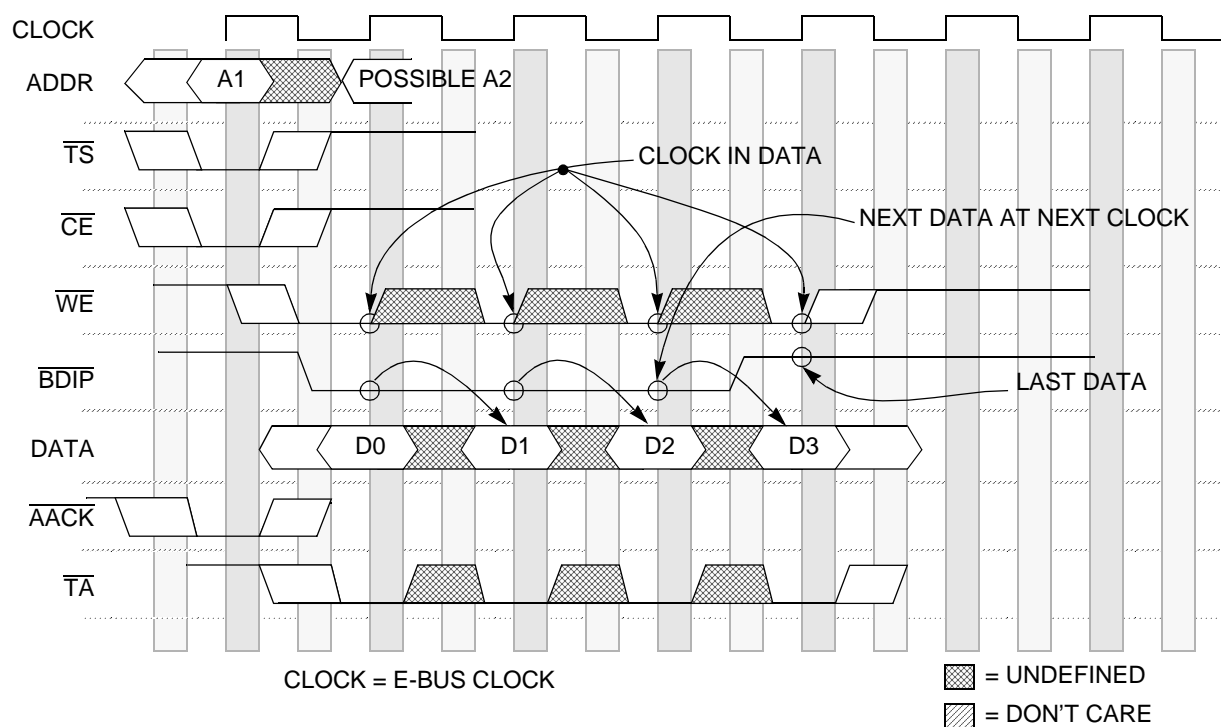 CLOCK
ADDR
A1
POSSIBLE A2
TS
CLOCK IN DATA
CE
NEXT DATA AT NEXT CLOCK
WE
BDIP
LAST DATA
DATA
D0
D1
D2
D3
AACK
TA
CLOCK = E-BUS CLOCK
= UNDEFINED
= DON'T CARE